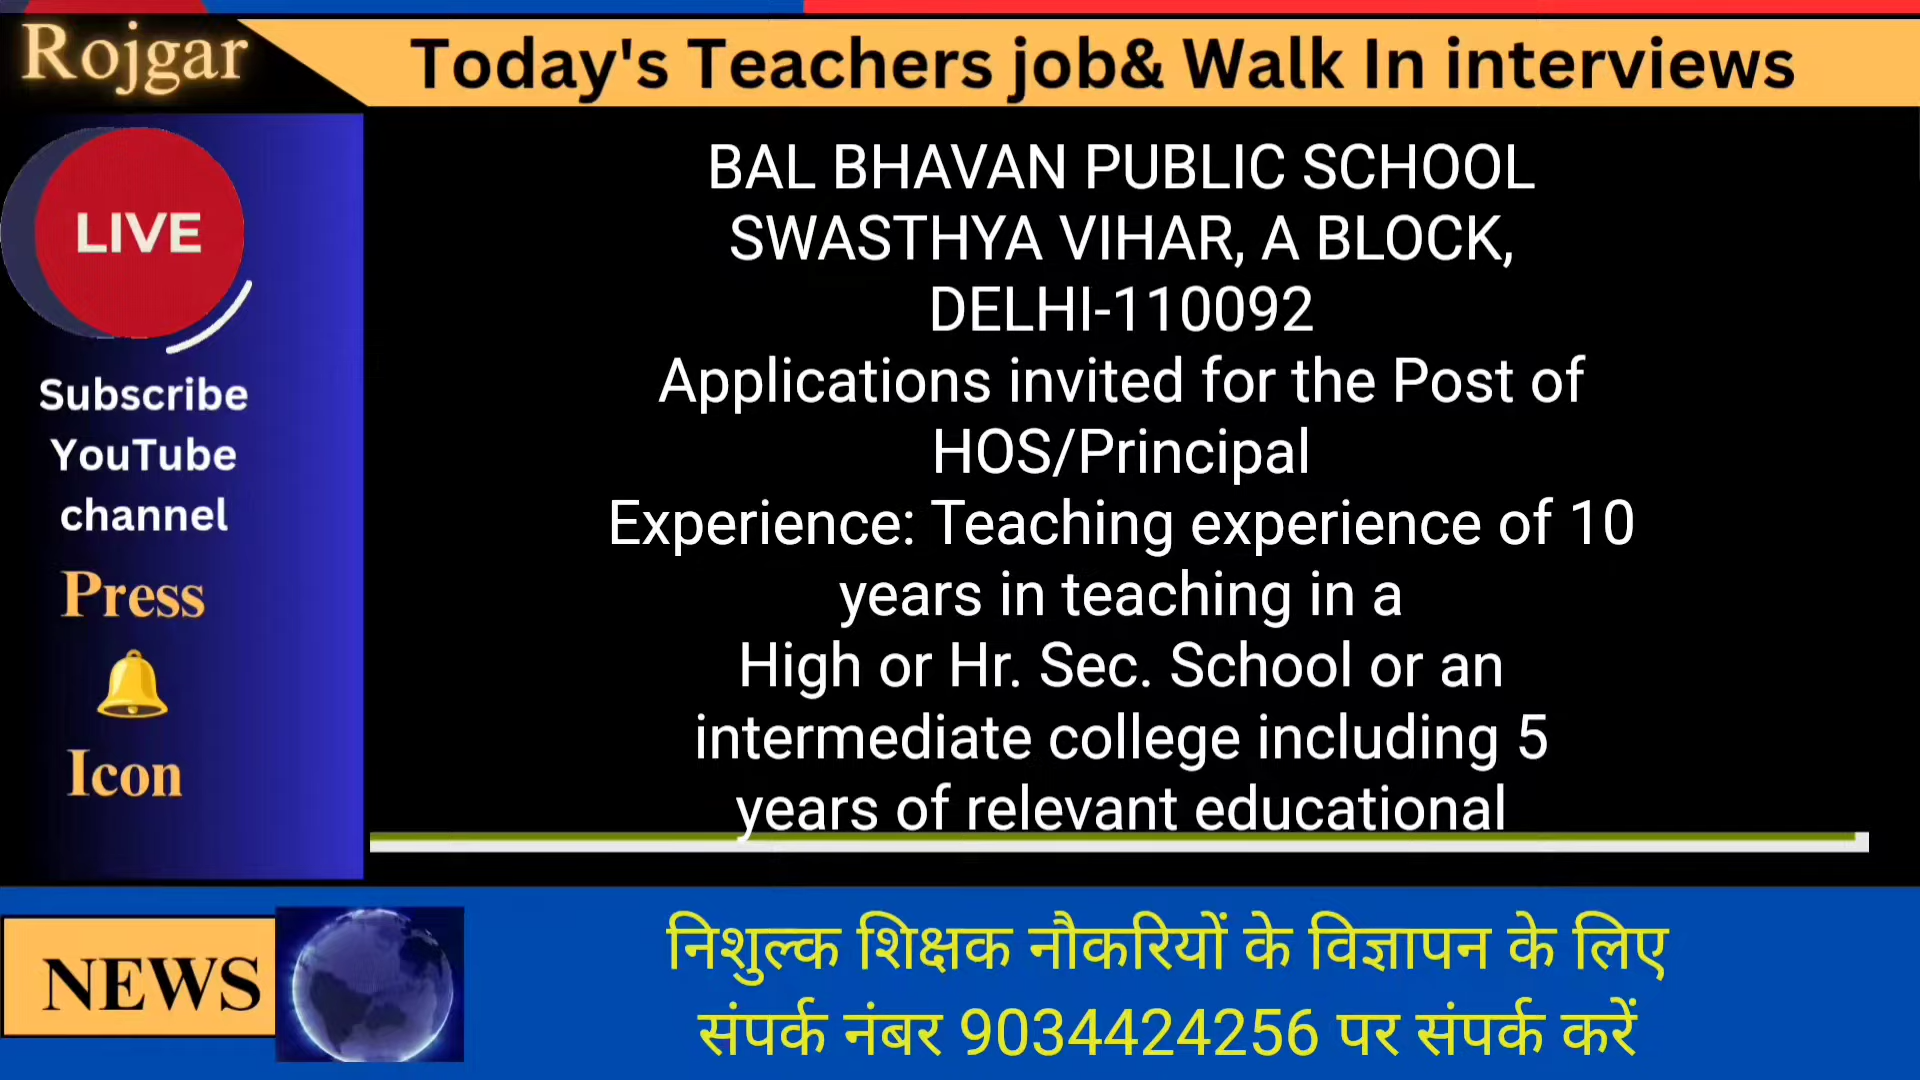 Rojgar
Today's Teachers job& Walk In interviews
LIVE
Subscribe
YouTube
channel
Press
Icon
BAL BHAVAN PUBLIC SCHOOL
SWASTHYA VIHAR, A BLOCK,
DELHI-110092
Applications invited for the Post of
HOS/Principal
Experience: Teaching experience of 10
years in teaching in a
High or Hr. Sec. School or an
intermediate college including 5
years of relevant educational
NEWS
निशुल्क शिक्षक नौकरियों के विज्ञापन के लिए
संपर्क नंबर 9034424256 पर संपर्क करें